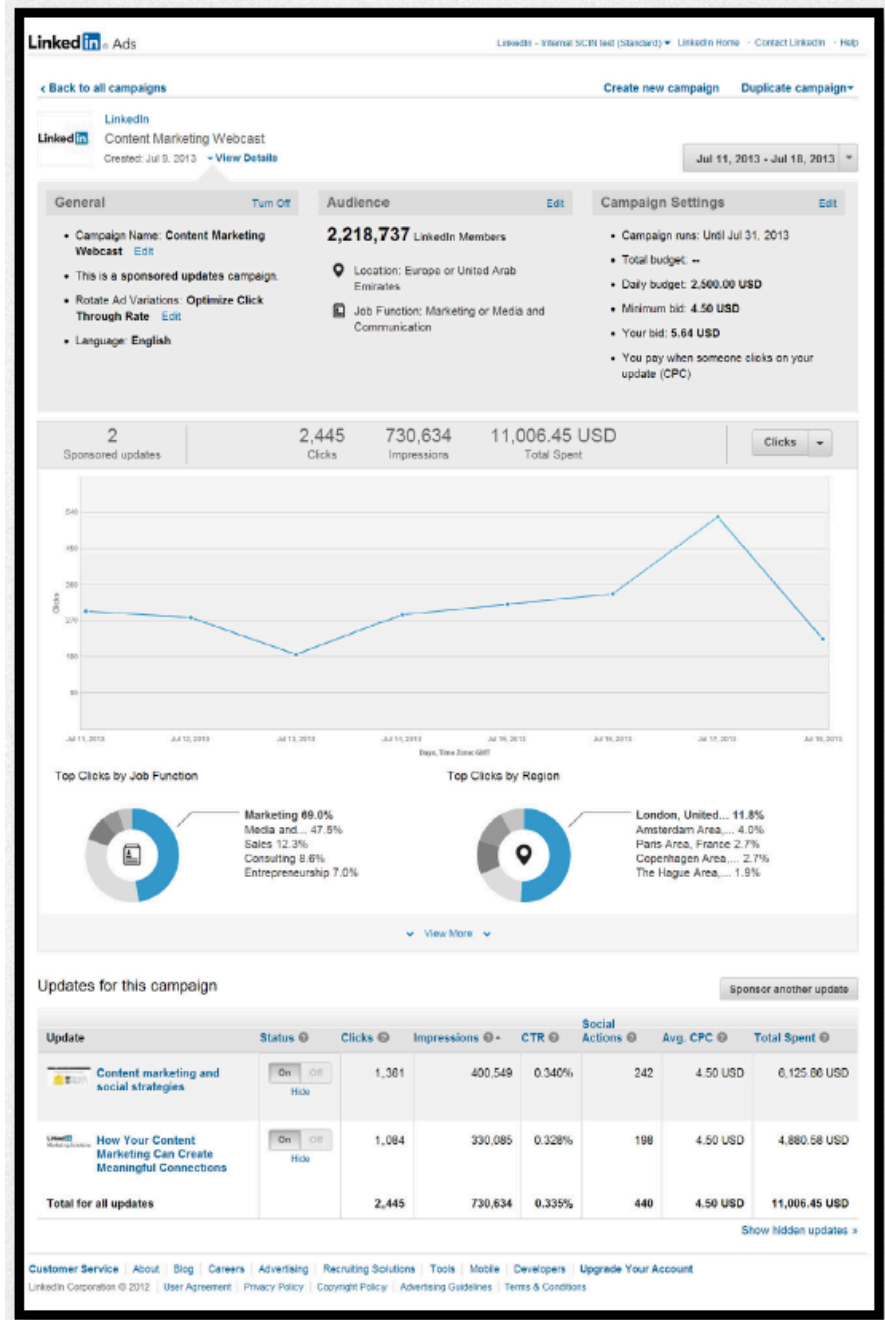 Linked in Ads
LinkedIn - Internal SCIN test (Standard) LinkedIn Home Contact LinkedIn Help
< Back to all campaigns
Create new campaign Duplicate campaign
LinkedIn
Linked in
Content Marketing Webcast
Created: Jul 9, 2013 View Details
Jul 11, 2013 - Jul 18, 2013
General Turn Off
• Campaign Name: Content Marketing
Webcast Edit
• This is a sponsored updates campaign.
• Rotate Ad Variations: Optimize Click
Through Rate Edit
• Language: English
Audience Edit
2,218,737 LinkedIn Members
Location: Europe or United Arab
Emirates
Job Function: Marketing or Media and
Communication
Campaign Settings Edit
• Campaign runs: Until Jul 31, 2013
• Total budget: --
• Daily budget: 2,500.00 USD
• Minimum bid: 4.50 USD
• Your bid: 5.64 USD
• You pay when someone clicks on your
update (CPC)
2 2,445 730,634 11,006.45 USD
Sponsored updates Clicks Impressions Total Spent
Clicks
540
450
360
270
180
90
Clicks
Jul 11, 2013 Jul 12, 2013 Jul 13, 2013 Jul 14, 2013 Jul 15, 2013 Jul 16, 2013 Jul 17, 2013 Jul 18, 2013
Days, Time Zone: GMT
Top Clicks by Job Function
Marketing 69.0%
Media and... 47.5%
Sales 12.3%
Consulting 8.6%
Entrepreneurship 7.0%
Top Clicks by Region
London, United... 11.8%
Amsterdam Area,... 4.0%
Paris Area, France 2.7%
Copenhagen Area,... 2.7%
The Hague Area,... 1.9%
View More
Updates for this campaign
Sponsor another update
Update Status Clicks Impressions CTR Social Actions Avg. CPC Total Spent
Content marketing and On Off 1,361 400,549 0.340% 242 4.50 USD 6,125.86 USD
social strategies Hide
How Your Content On Off 1,084 330,085 0.328% 198 4.50 USD 4,880.58 USD
Marketing Can Create Hide
Meaningful Connections
Total for all updates 2,445 730,634 0.335% 440 4.50 USD 11,006.45 USD
Show hidden updates »
Customer Service About Blog Careers Advertising Recruiting Solutions Tools Mobile Developers Upgrade Your Account
LinkedIn Corporation © 2012 User Agreement Privacy Policy Copyright Policy Advertising Guidelines Terms & Conditions